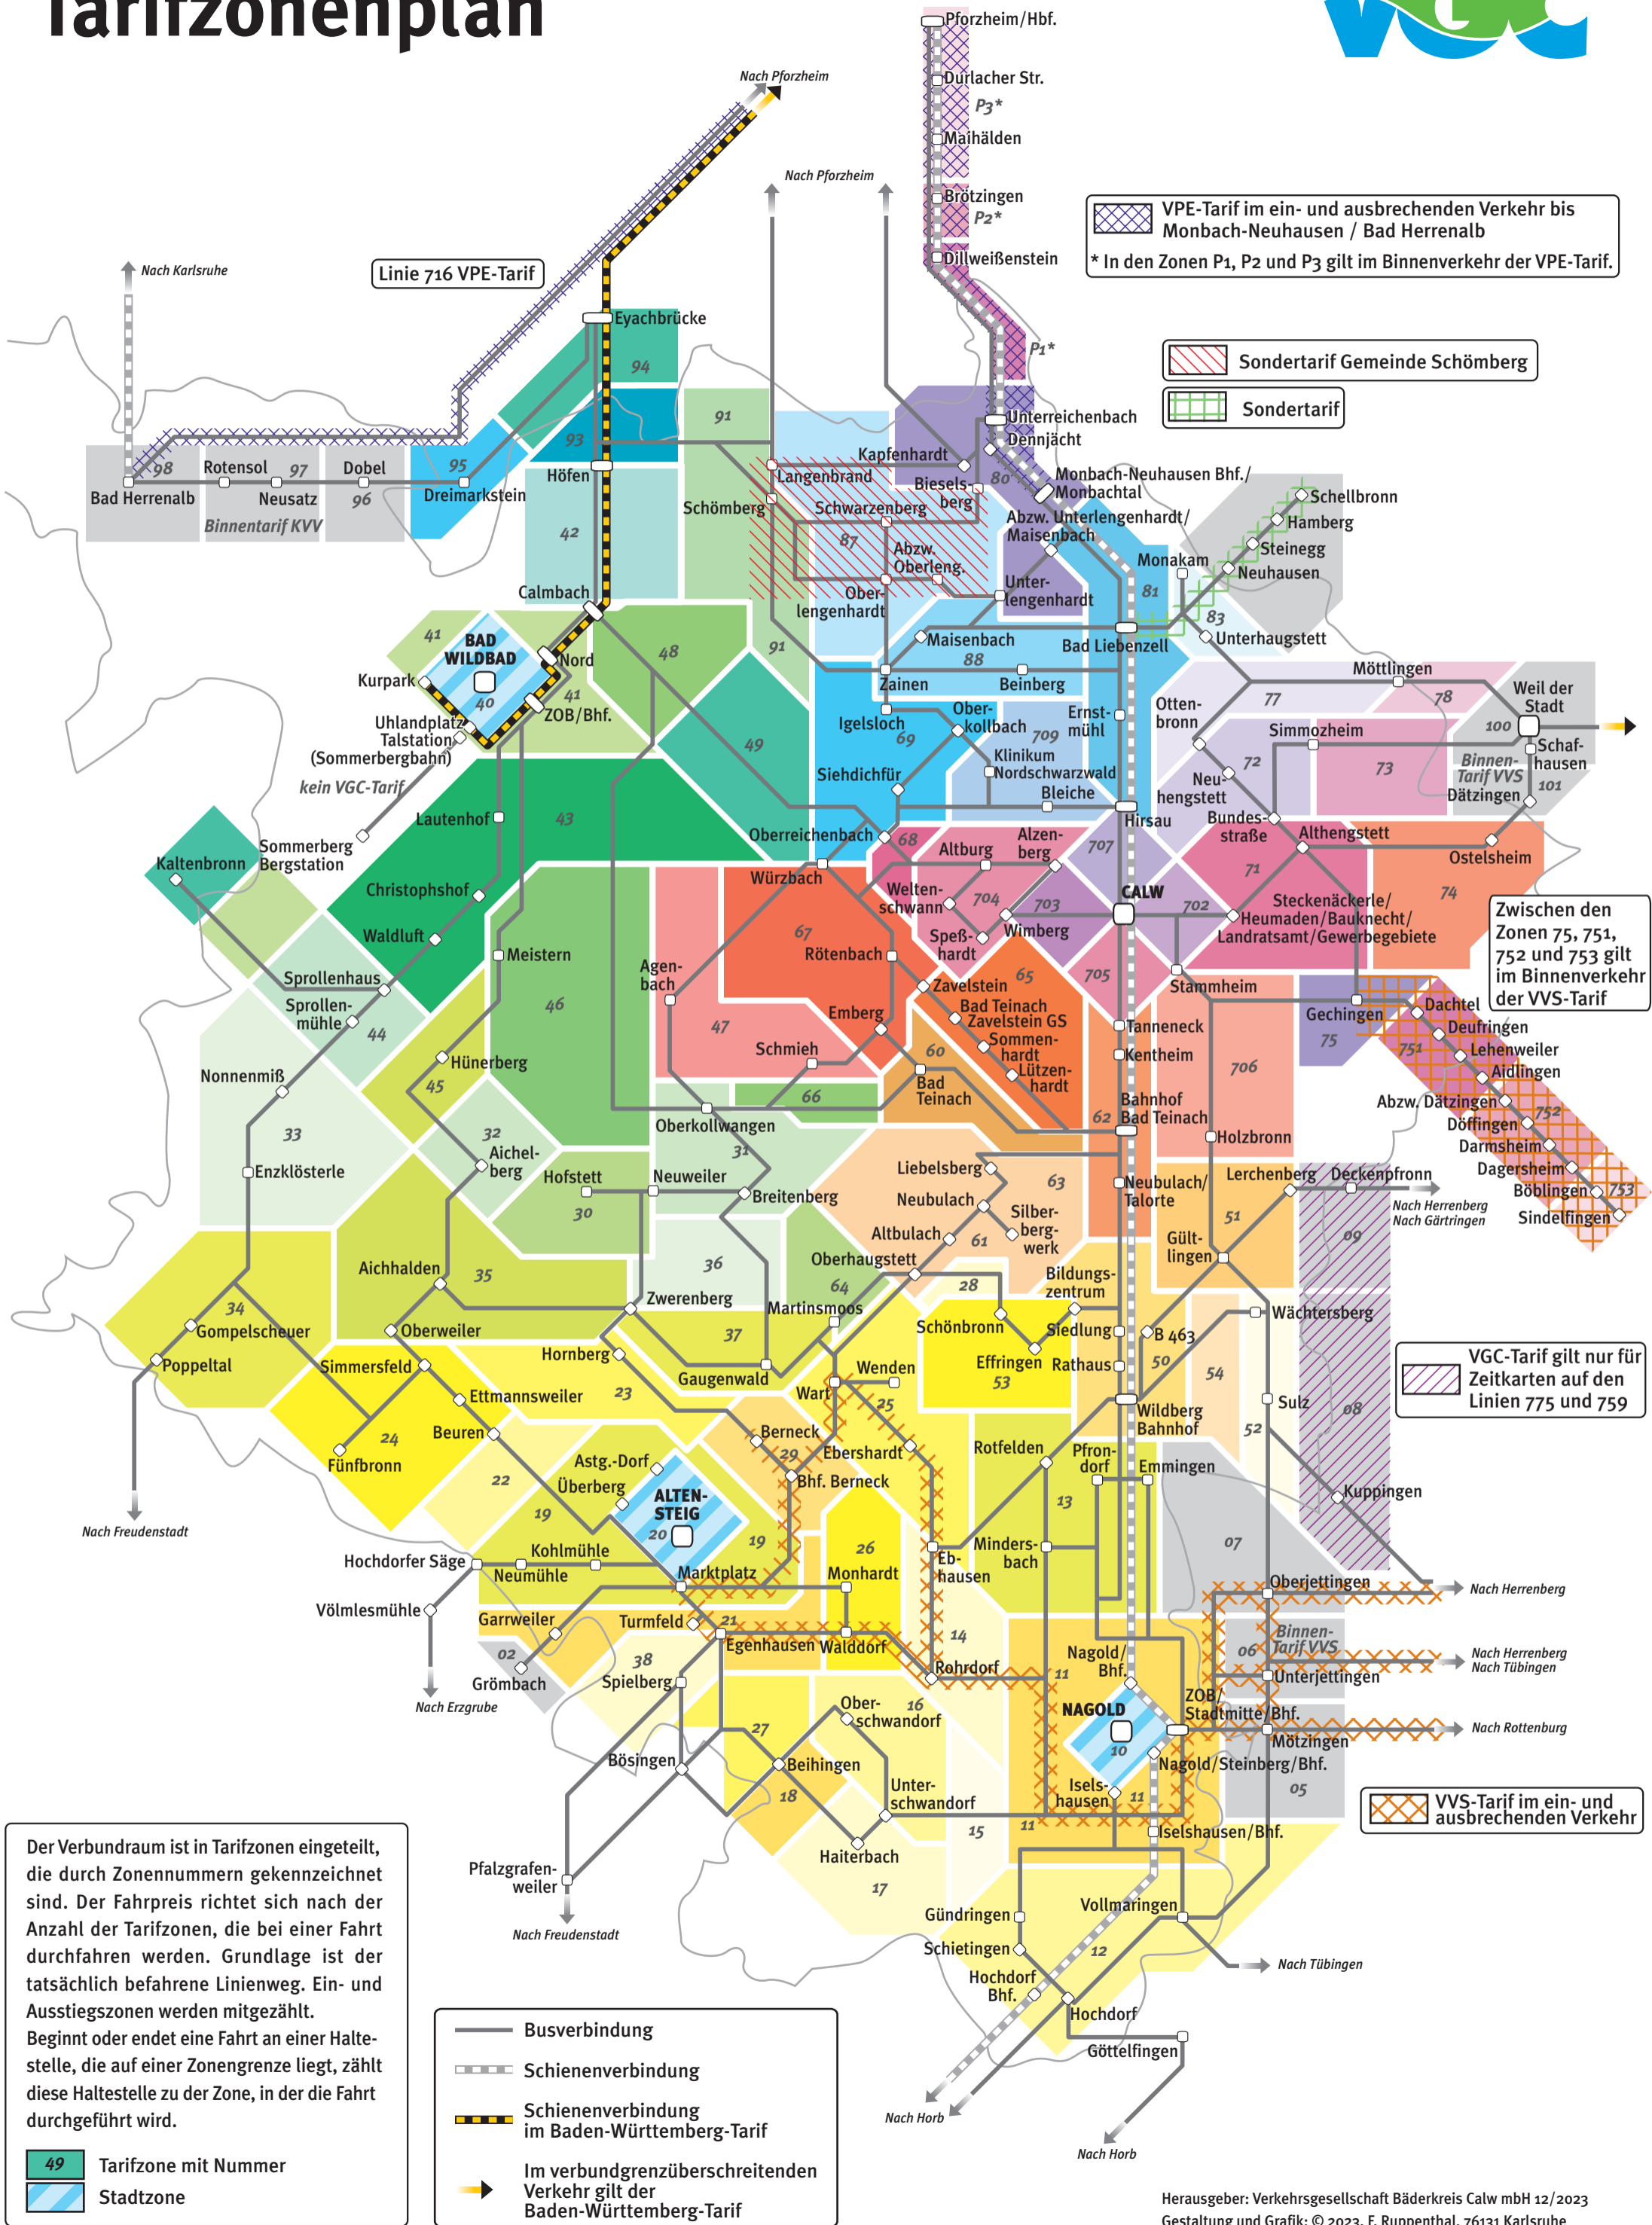 Tarifzonenplan
vgc
Pforzheim/Hbf.
Nach Pforzheim
Durlacher Str.
P3*
Maihälden
Nach Pforzheim
Brötzingen
P2*
VPE-Tarif im ein- und ausbrechenden Verkehr bis
Monbach-Neuhausen / Bad Herrenalb
* In den Zonen P1, P2 und P3 gilt im Binnenverkehr der VPE-Tarif.
Dillweißenstein
Nach Karlsruhe
Linie 716 VPE-Tarif
Eyachbrücke
P1*
Sondertarif Gemeinde Schömberg
94
Sondertarif
91
Unterreichenbach
93
Dennjächt
98
Rotensol
97
Dobel
95
Höfen
Kapfenhardt
Langenbrand
80
Monbach-Neuhausen Bhf./
Monbachtal
Bad Herrenalb
Neusatz
96
Dreimarkstein
Biesels-
berg
Schellbronn
Binnentarif KVV
Schömberg
Schwarzenberg
Hamberg
42
87
Abzw. Unterlengenhardt/
Maisenbach
Steinegg
Abzw.
Oberleng.
Monakam
Neuhausen
Calmbach
Ober-
lengenhardt
Unter-
lengenhardt
81
83
41
BAD
WILDBAD
48
91
Maisenbach
Bad Liebenzell
Unterhaugstett
Nord
88
Kurpark
40
41
Zainen
Beinberg
Möttlingen
Weil der
Stadt
ZOB/Bhf.
Uhlandplatz
Talstation
(Sommerbergbahn)
Igelsloch
Ober-
kollbach
Ernst-
mühl
Otten-
bronn
77
78
100
69
709
Simmozheim
Schaf-
hausen
49
Klinikum
Nordschwarzwald
72
73
Binnen-
Tarif VVS
kein VGC-Tarif
Siehdichfür
Neu-
hengstett
101
Bleiche
Dätzingen
Lautenhof
43
Hirsau
Bundes-
straße
Sommerberg
Bergstation
Oberreichenbach
68
Alzen-
berg
Althengstett
Kaltenbronn
Altburg
707
Ostelsheim
Würzbach
71
Christophshof
Welten-
schwann
704
703
CALW
702
Steckenäckerle/
Heumaden/Bauknecht/
Landratsamt/Gewerbegebiete
74
Zwischen den
Zonen 75, 751,
752 und 753 gilt
im Binnenverkehr
der VVS-Tarif
Waldluft
67
Speß-
hardt
Wimberg
Meistern
Rötenbach
Sprollenhaus
Agen-
bach
65
705
Stammheim
Zavelstein
Sprollen-
mühle
46
Bad Teinach
Zavelstein GS
Gechingen
Dachtel
44
47
Emberg
Tanneck
Deufringen
Sommen-
hardt
75
751
Lehenweiler
Hünerberg
Schmieh
60
Kentheim
706
Aidlingen
Nonnenmiß
45
Bad
Teinach
Lützen-
hardt
66
Bahnhof
Bad Teinach
Abzw. Dätzingen
752
33
32
Oberkollwangen
62
Döffingen
Aichel-
berg
31
Holzbronn
Darmsheim
Enzklösterle
Hofstett
Neuweiler
Liebelsberg
63
Lerchenberg
Deckenpfronn
Dagersheim
Breitenberg
Neubulach
Neubulach/
Talorte
Böblingen
753
30
Silber-
berg-
werk
51
Nach Herrenberg
Nach Gärtringen
Sindelfingen
Altbulach
61
Gült-
lingen
09
36
Oberhaugstett
Aichhalden
35
64
28
Bildungs-
zentrum
34
Zwerenberg
Martinsmoos
Wächtersberg
Gompelscheuer
Oberweiler
37
Schönbronn
Siedlung
B 463
Hornberg
Effringen
Rathaus
50
54
VGC-Tarif gilt nur für
Zeitkarten auf den
Linien 775 und 759
Poppeltal
Simmersfeld
Gaugenwald
Wenden
53
Ettmannsweiler
23
Wart
25
Wildberg
Bahnhof
Sulz
08
24
Beuren
Berneck
52
Fünfbronn
Astg.-Dorf
29
Ebershardt
Rotfelden
Pfron-
dorf
Emmingen
22
Überberg
Bhf. Berneck
ALTEN-
STEIG
13
Kuppingen
Nach Freudenstadt
19
20
19
26
07
Hochdorfer Säge
Kohlmühle
Eb-
hausen
Minders-
bach
Neumühle
Marktplatz
Monhardt
Oberjettingen
Nach Herrenberg
Völmlesmühle
Garrweiler
Turmfeld
21
Egenhausen
Walddorf
14
Binnen-
Tarif VVS
06
02
38
Rohrdorf
11
Nagold/
Bhf.
Nach Herrenberg
Nach Tübingen
Grömbach
Spielberg
Unterjettingen
Nach Erzgrube
16
NAGOLD
ZOB/
Stadtmitte/Bhf.
Ober-
schwandorf
27
Nach Rottenburg
10
Mötzingen
Bösingen
Beihingen
Nagold/Steinberg/Bhf.
18
Unter-
schwandorf
Isels-
hausen
11
05
VVS-Tarif im ein- und
ausbrechenden Verkehr
15
11
Iselshausen/Bhf.
Haiterbach
17
Pfalzgrafen-
weiler
Gündringen
Vollmaringen
Nach Freudenstadt
Schietingen
12
Nach Tübingen
Hochdorf
Bhf.
Hochdorf
Göttelfingen
Nach Horb
Nach Horb
Der Verbundraum ist in Tarifzonen eingeteilt,
die durch Zonennummern gekennzeichnet
sind. Der Fahrpreis richtet sich nach der
Anzahl der Tarifzonen, die bei einer Fahrt
durchfahren werden. Grundlage ist der
tatsächlich befahrene Linienweg. Ein- und
Ausstiegszonen werden mitgezählt.
Beginnt oder endet eine Fahrt an einer Halte-
stelle, die auf einer Zonengrenze liegt, zählt
diese Haltestelle zu der Zone, in der die Fahrt
durchgeführt wird.
49
Tarifzone mit Nummer
Stadtzone
Busverbindung
Schienenverbindung
Schienenverbindung
im Baden-Württemberg-Tarif
Im verbundgrenzüberschreitenden
Verkehr gilt der
Baden-Württemberg-Tarif
Herausgeber: Verkehrsgesellschaft Bäderkreis Calw mbH 12/2023
Gestaltung und Grafik: © 2023, F. Ruppenthal, 76131 Karlsruhe